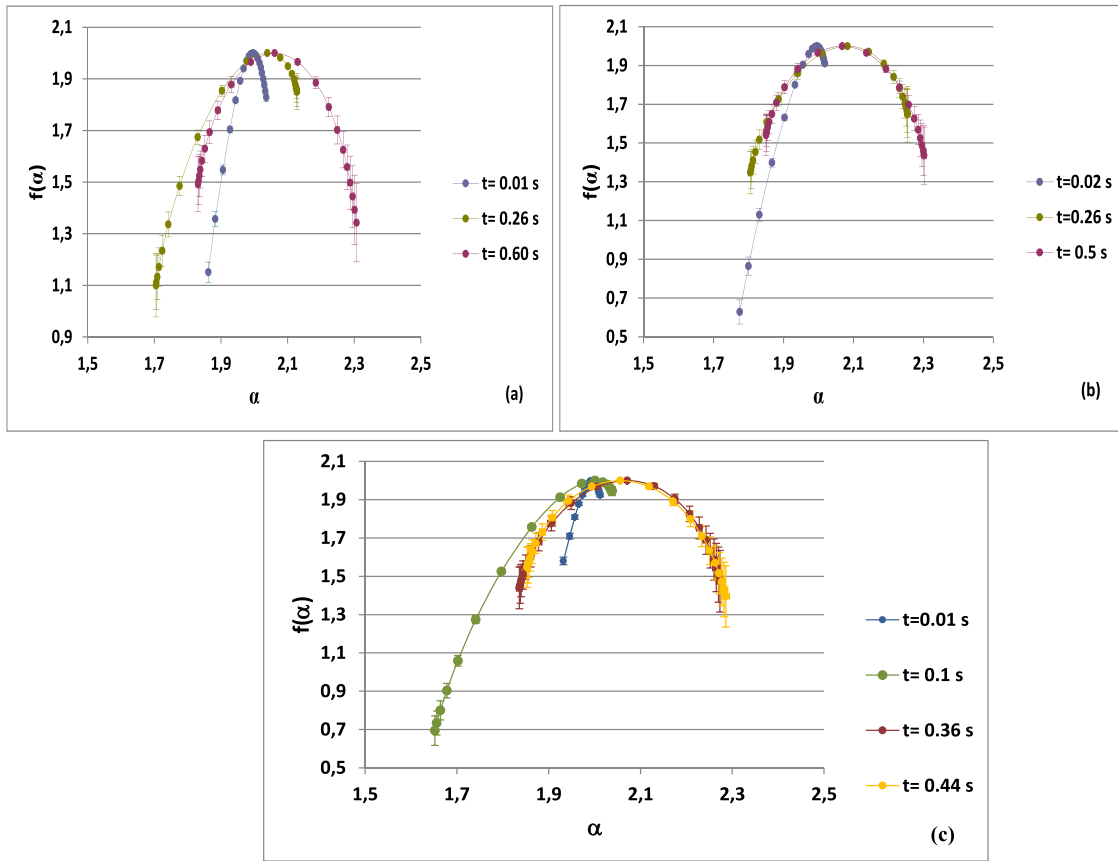 2,1
1,9
1,7
1,5
1,3
1,1
0,9
f(α)
1,5
1,7
1,9
2,1
2,3
2,5
α
t= 0.01 s
t= 0.26 s
t= 0.60 s
(a)
2,1
1,9
1,7
1,5
1,3
1,1
0,9
0,7
0,5
f(α)
1,5
1,7
1,9
2,1
2,3
2,5
α
t=0.02 s
t=0.26 s
t= 0.5 s
(b)
2,1
1,9
1,7
1,5
1,3
1,1
0,9
0,7
0,5
f(α)
1,5
1,7
1,9
2,1
2,3
2,5
α
t=0.01 s
t= 0.1 s
t= 0.36 s
t= 0.44 s
(c)